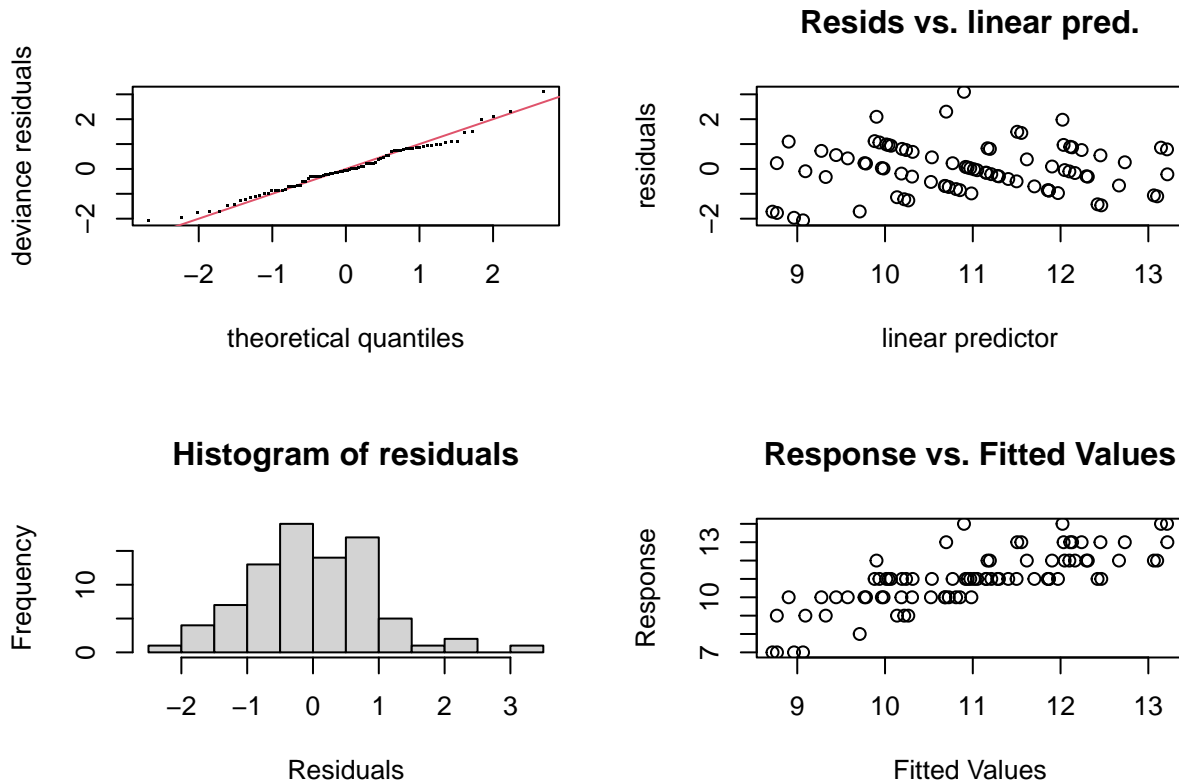 deviance residuals
2
0
−2
−2
−1
0
1
2
theoretical quantiles
Resids vs. linear pred.
residuals
2
0
−2
9
10
11
12
13
linear predictor
Histogram of residuals
Frequency
10
0
−2
−1
0
1
2
3
Residuals
Response vs. Fitted Values
Response
13
10
7
9
10
11
12
13
Fitted Values